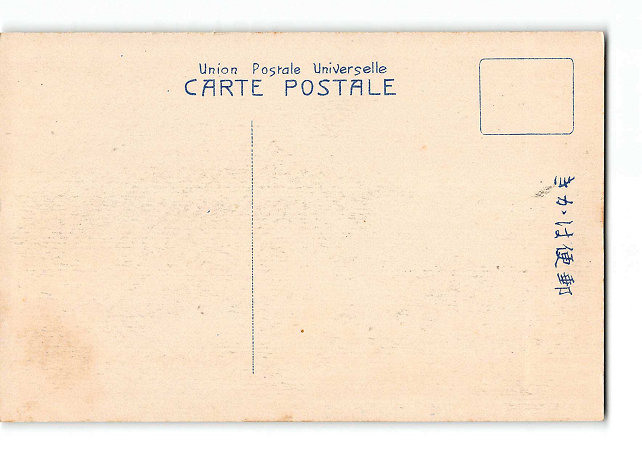 Union Postale Universelle
CARTE POSTALE
郵便はかき